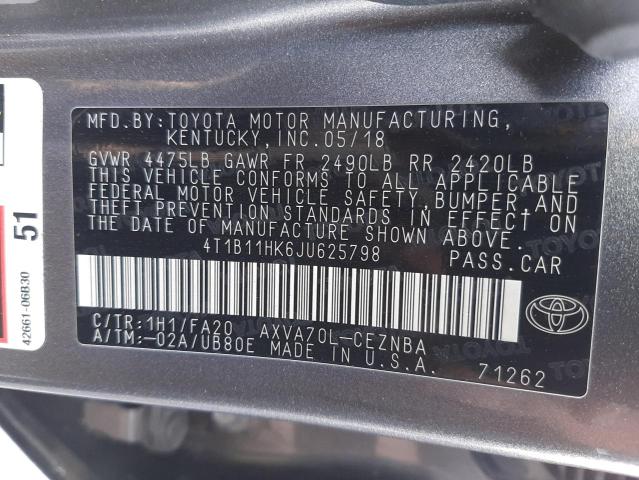 MFD.BY:TOYOTA MOTOR MANUFACTURING,
KENTUCKY,INC.05/18
GVWR 4475LB GAWR FR 2490LB RR 2420LB
THIS VEHICLE CONFORMS TO ALL APPLICABLE
FEDERAL MOTOR VEHICLE SAFETY,BUMPER,AND
THEFT PREVENTION STANDARDS IN EFFECT ON
THE DATE OF MANUFACTURE SHOWN ABOVE.
4T1B11HK6JU625798 PASS.CAR
C/TR:1H1/FA20 AXVA70L-CEZNBA
A/TM:-02A/UB80E MADE IN U.S.A. 71262
51
42661-06B30